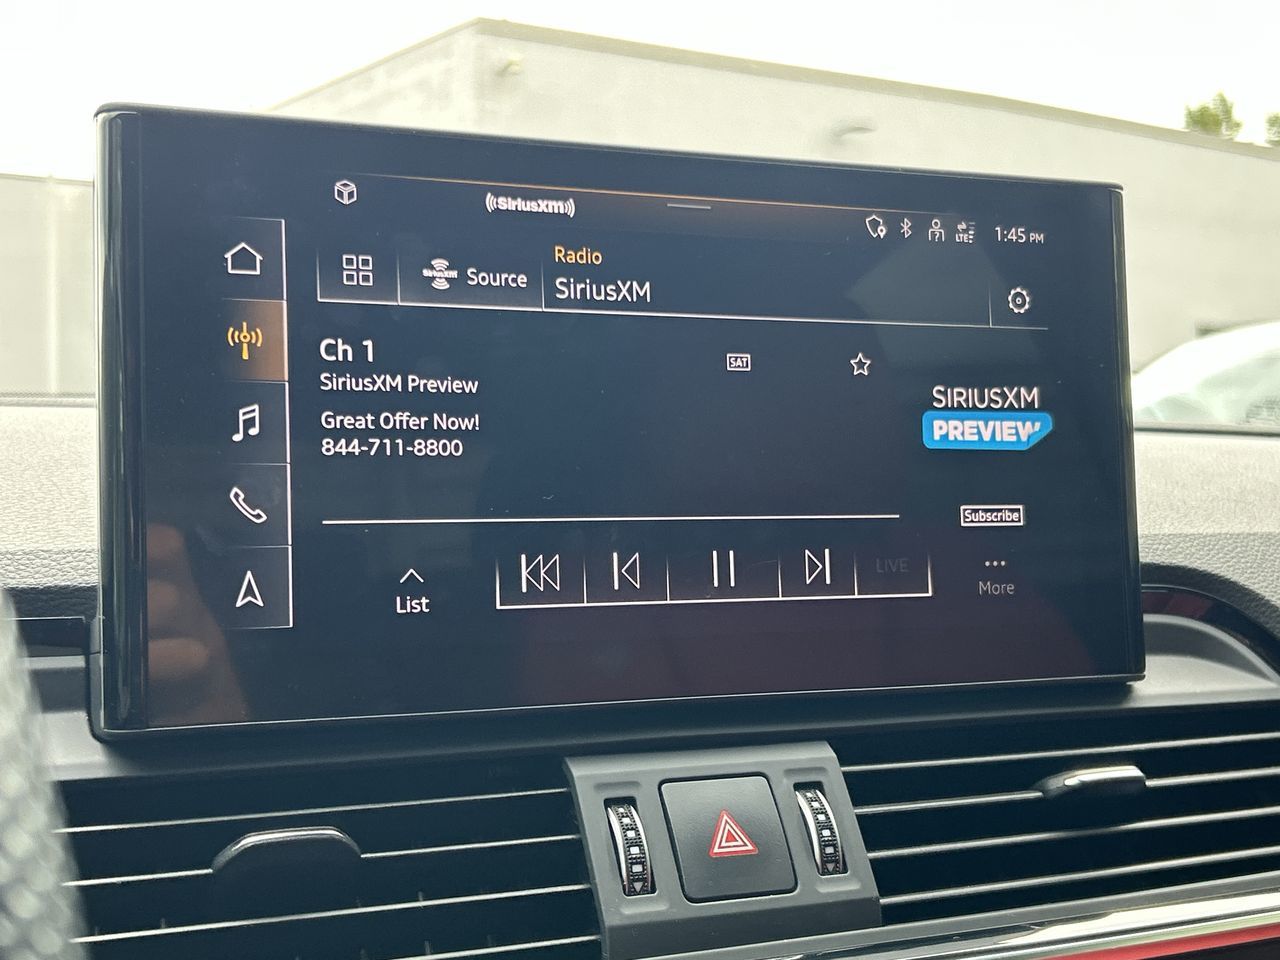 SiriusXM
LTE
1:45 PM
SiriusXM
Source
Radio
SiriusXM
Ch 1
SiriusXM Preview
Great Offer Now!
844-711-8800
SAT
SIRIUSXM
PREVIEW
Subscribe
List
LIVE
More